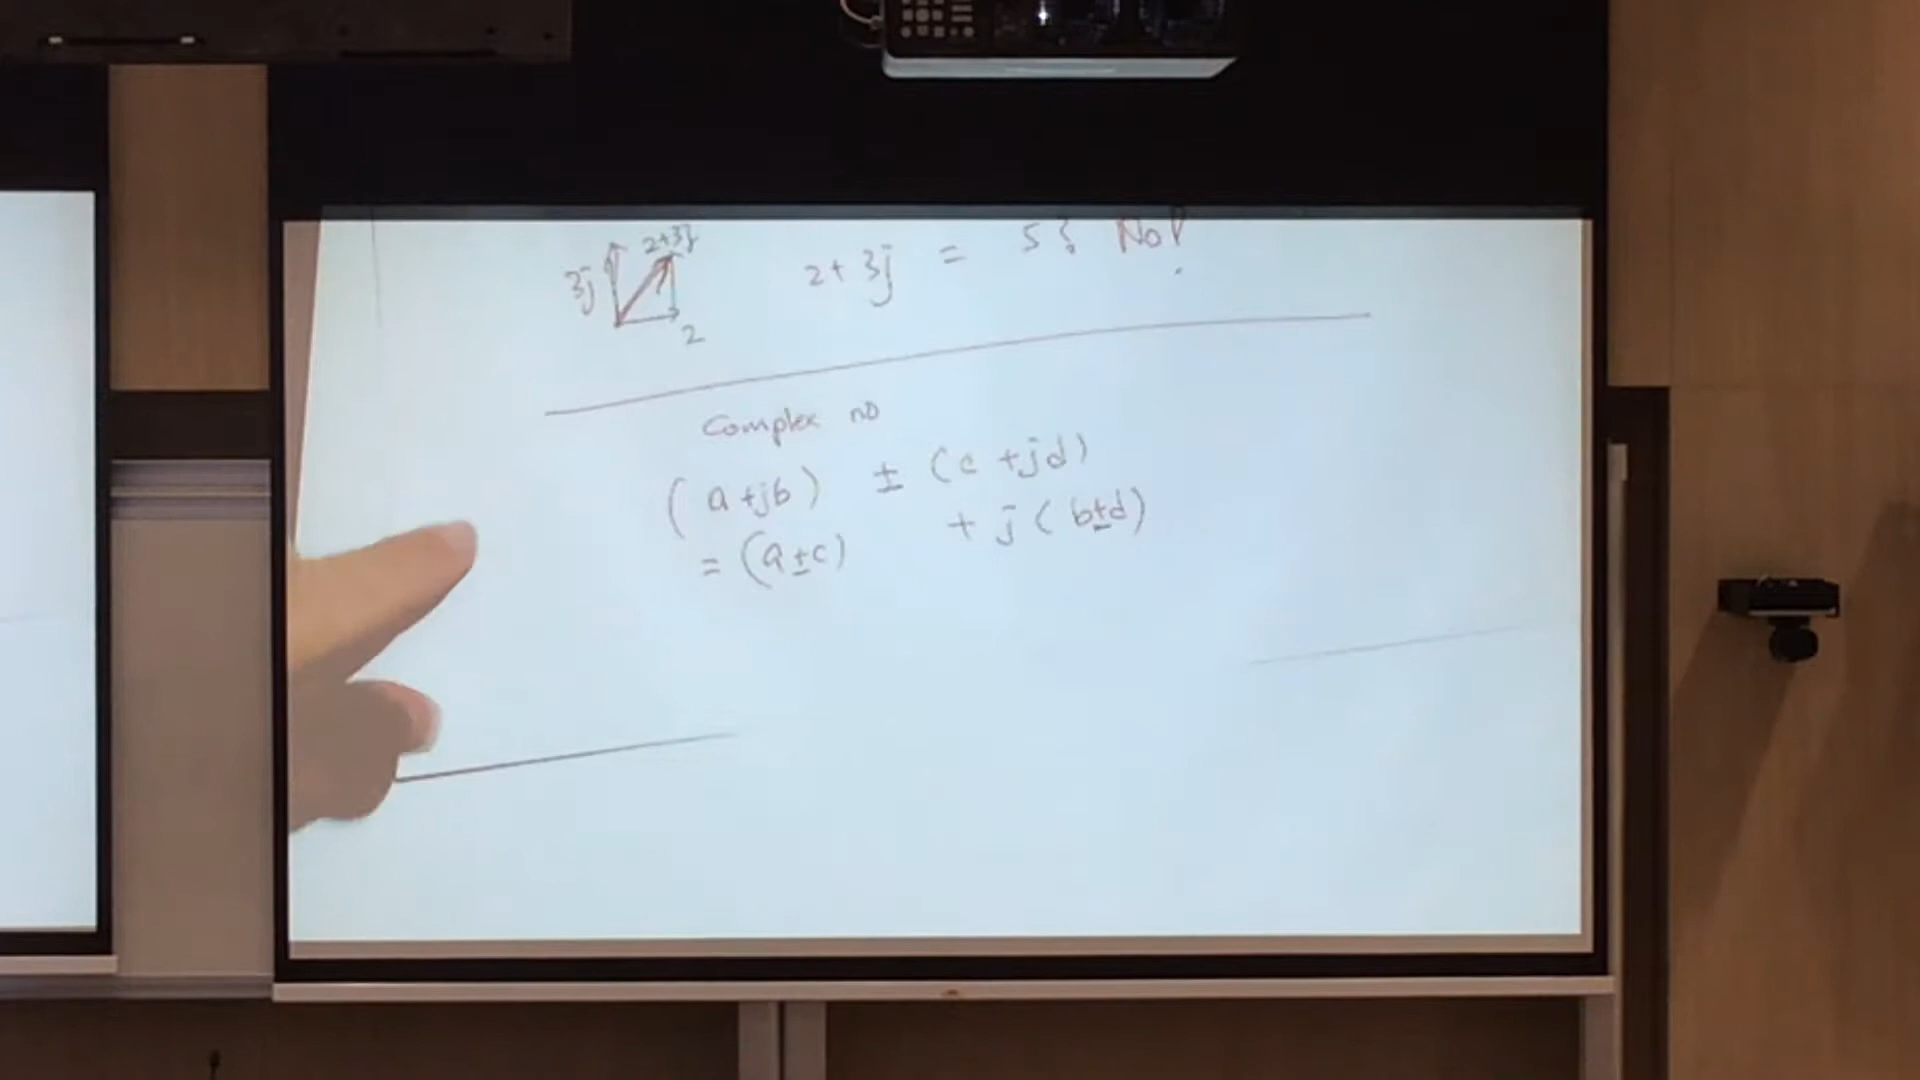 2+3j
3j
2
2+ 3j = 5? No!
Complex no
(a+jb) ± (c +jd)
= (a±c) + j(b±d)